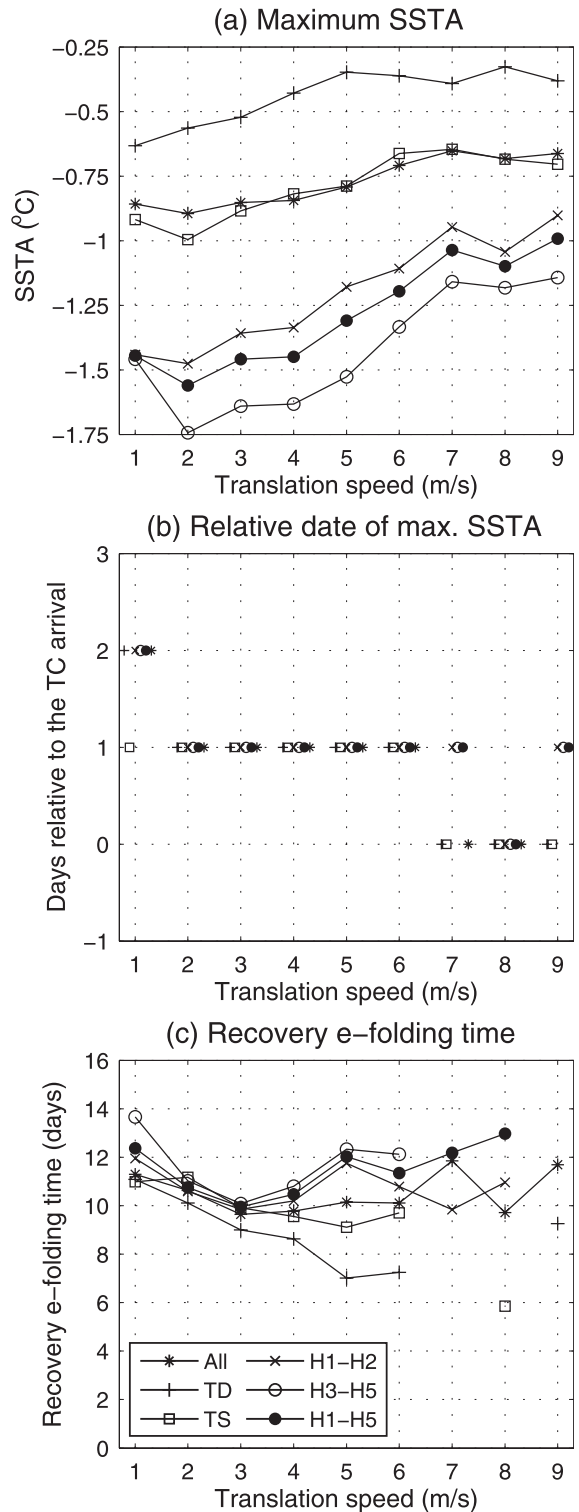 (a) Maximum SSTA
SSTA (°C)
−0.25
−0.5
−0.75
−1
−1.25
−1.5
−1.75
1 2 3 4 5 6 7 8 9
Translation speed (m/s)
(b) Relative date of max. SSTA
Days relative to the TC arrival
3
2
1
0
−1
1 2 3 4 5 6 7 8 9
Translation speed (m/s)
(c) Recovery e−folding time
Recovery e−folding time (days)
16
14
12
10
8
6
4
2
0
All H1−H2
TD H3−H5
TS H1−H5
1 2 3 4 5 6 7 8 9
Translation speed (m/s)